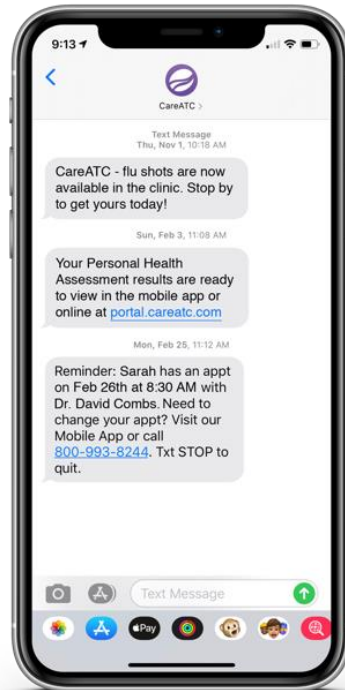 9:13
CareATC >
Text Message
Thu, Nov 1, 10:18 AM
CareATC - flu shots are now
available in the clinic. Stop by
to get yours today!
Sun, Feb 3, 11:08 AM
Your Personal Health
Assessment results are ready
to view in the mobile app or
online at portal.careatc.com
Mon, Feb 25, 11:12 AM
Reminder: Sarah has an appt
on Feb 26th at 8:30 AM with
Dr. David Combs. Need to
change your appt? Visit our
Mobile App or call
800-993-8244. Txt STOP to
quit.
Text Message
Pay